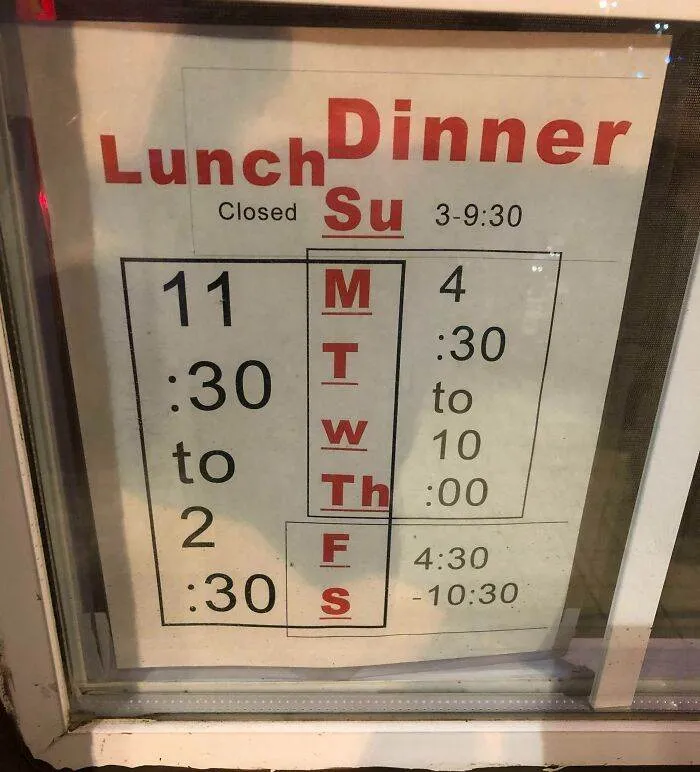 Lunch Dinner
Closed Su 3-9:30
11 M 4
:30 T :30
to W to
2 Th 10
:30 F :00
S 4:30
-10:30